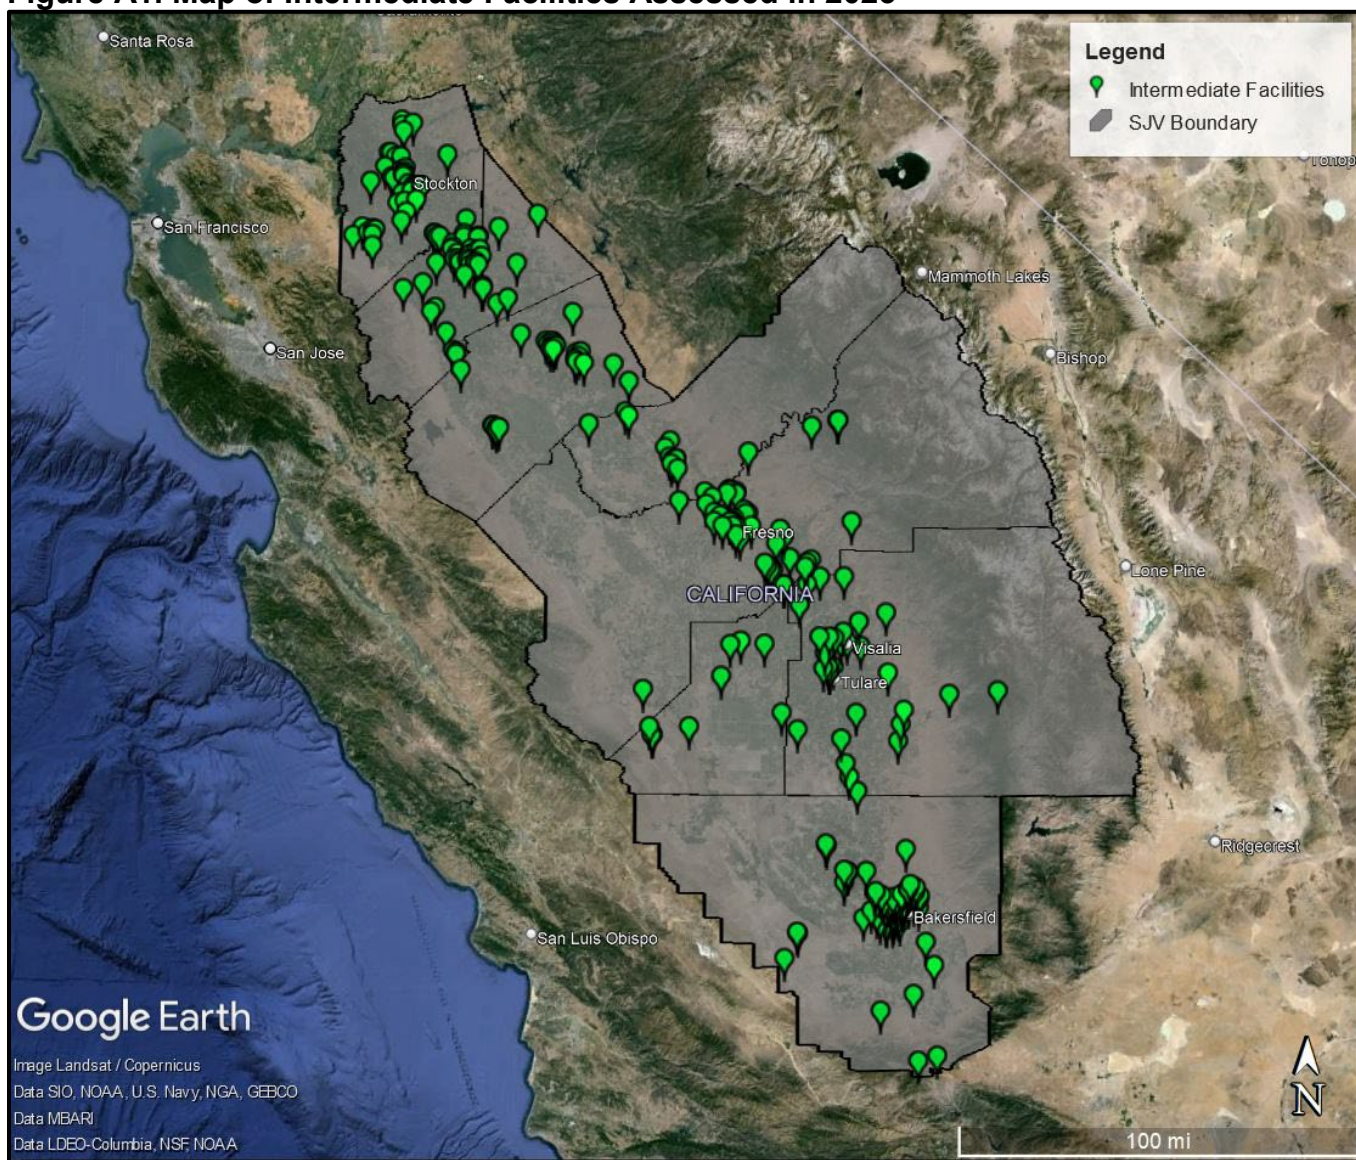 Santa Rosa
Legend
Intermediate Facilities
SJV Boundary
Stockton
San Francisco
Mammoth Lakes
San Jose
Bishop
Fresno
Lone Pine
CALIFORNIA
Visalia
Tulare
Ridgecrest
Bakersfield
San Luis Obispo
Google Earth
Image Landsat / Copernicus
Data SIO, NOAA, U.S. Navy, NGA, GEBCO
Data MBARI
Data LDEO-Columbia, NSF, NOAA
N
100 mi